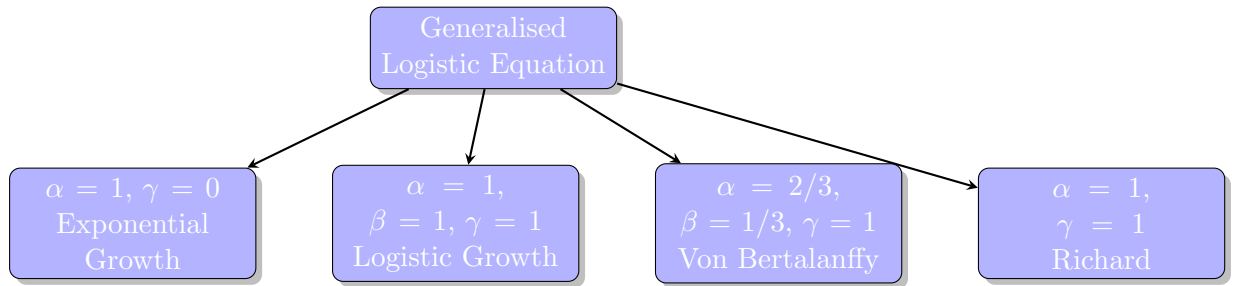 Generalised
Logistic Equation
α = 1, γ = 0
Exponential
Growth
α = 1,
β = 1, γ = 1
Logistic Growth
α = 2/3,
β = 1/3, γ = 1
Von Bertalanffy
α = 1,
γ = 1
Richard